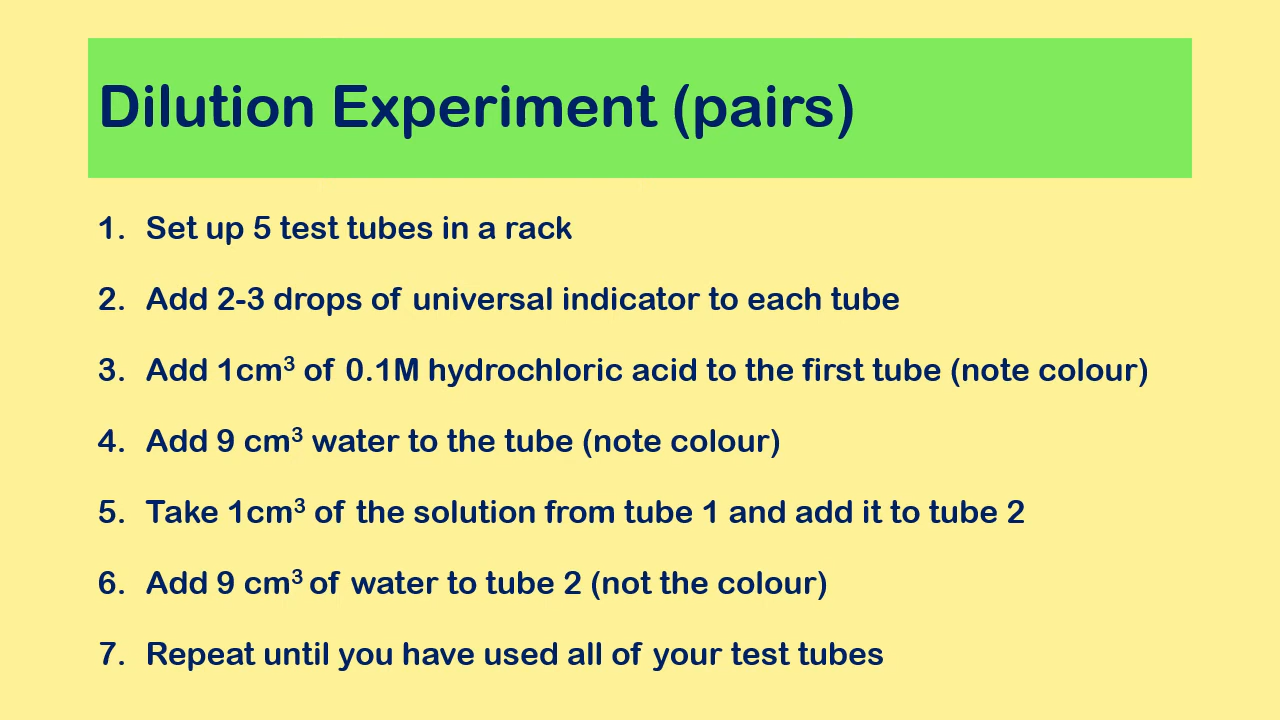 Dilution Experiment (pairs)
1. Set up 5 test tubes in a rack
2. Add 2-3 drops of universal indicator to each tube
3. Add 1cm³ of 0.1M hydrochloric acid to the first tube (note colour)
4. Add 9 cm³ water to the tube (note colour)
5. Take 1cm³ of the solution from tube 1 and add it to tube 2
6. Add 9 cm³ of water to tube 2 (not the colour)
7. Repeat until you have used all of your test tubes